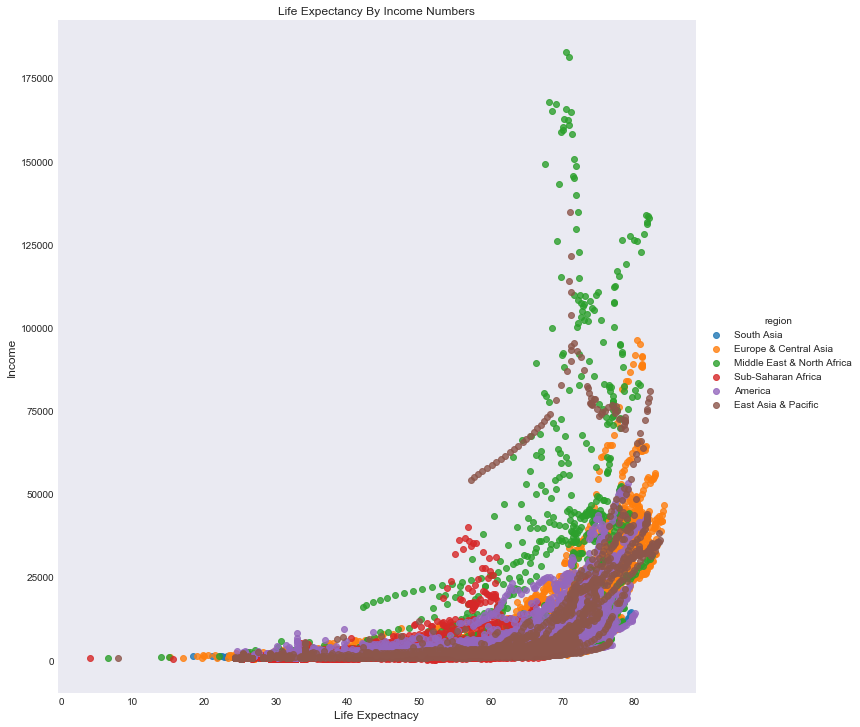 Life Expectancy By Income Numbers
175000
150000
125000
100000
75000
50000
25000
0
Income
0 10 20 30 40 50 60 70 80
Life Expectnacy
region
South Asia
Europe & Central Asia
Middle East & North Africa
Sub-Saharan Africa
America
East Asia & Pacific